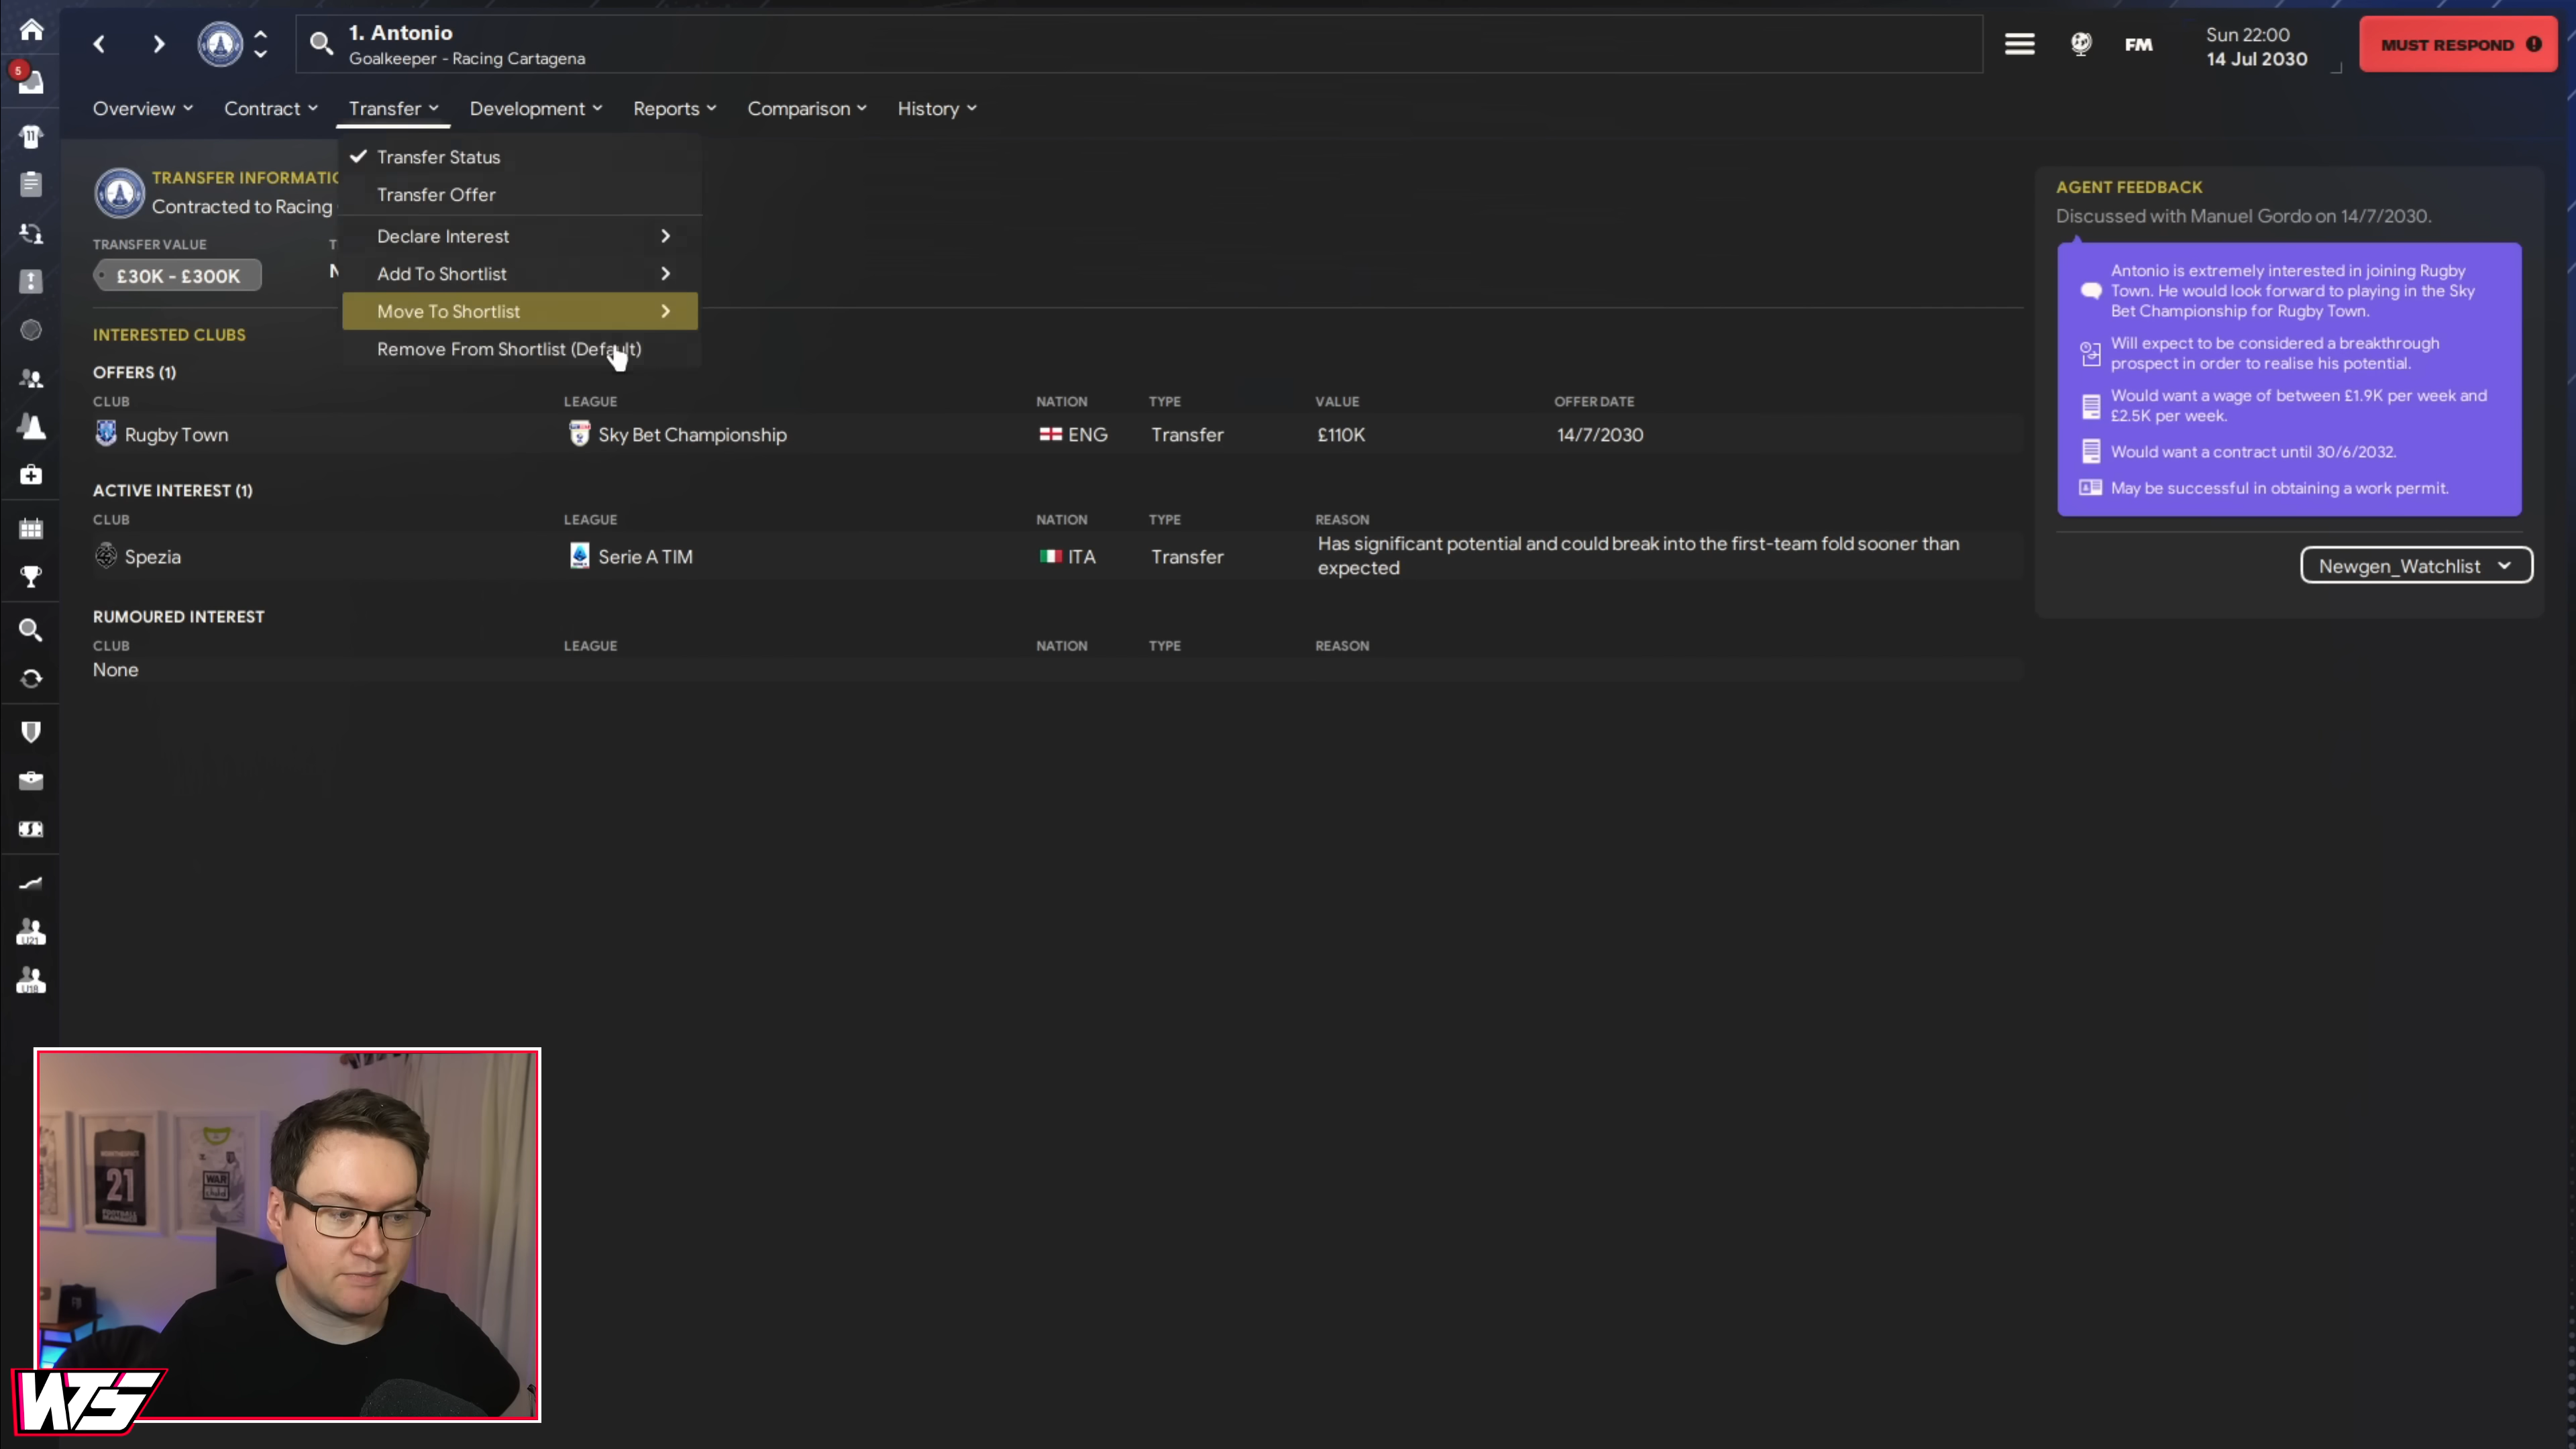 5
1. Antonio
Goalkeeper - Racing Cartagena
FM
Sun 22:00
14 Jul 2030
MUST RESPOND
Overview
Contract
Transfer
Development
Reports
Comparison
History
Transfer Status
Transfer Offer
Declare Interest
Add To Shortlist
Move To Shortlist
Remove From Shortlist (Default)
TRANSFER INFORMATIO
Contracted to Racing
TRANSFER VALUE
T
£30K - £300K
N
INTERESTED CLUBS
OFFERS (1)
CLUB LEAGUE NATION TYPE VALUE OFFER DATE
Rugby Town Sky Bet Championship ENG Transfer £110K 14/7/2030
ACTIVE INTEREST (1)
CLUB LEAGUE NATION TYPE REASON
Spezia Serie A TIM ITA Transfer Has significant potential and could break into the first-team fold sooner than
expected
RUMOURED INTEREST
CLUB LEAGUE NATION TYPE REASON
None
AGENT FEEDBACK
Discussed with Manuel Gordo on 14/7/2030.
Antonio is extremely interested in joining Rugby
Town. He would look forward to playing in the Sky
Bet Championship for Rugby Town.
Will expect to be considered a breakthrough
prospect in order to realise his potential.
Would want a wage of between £1.9K per week and
£2.5K per week.
Would want a contract until 30/6/2032.
May be successful in obtaining a work permit.
Newgen_Watchlist
11
U21
U18
21
FOOTBALL
MANAGER
WAR
WTS